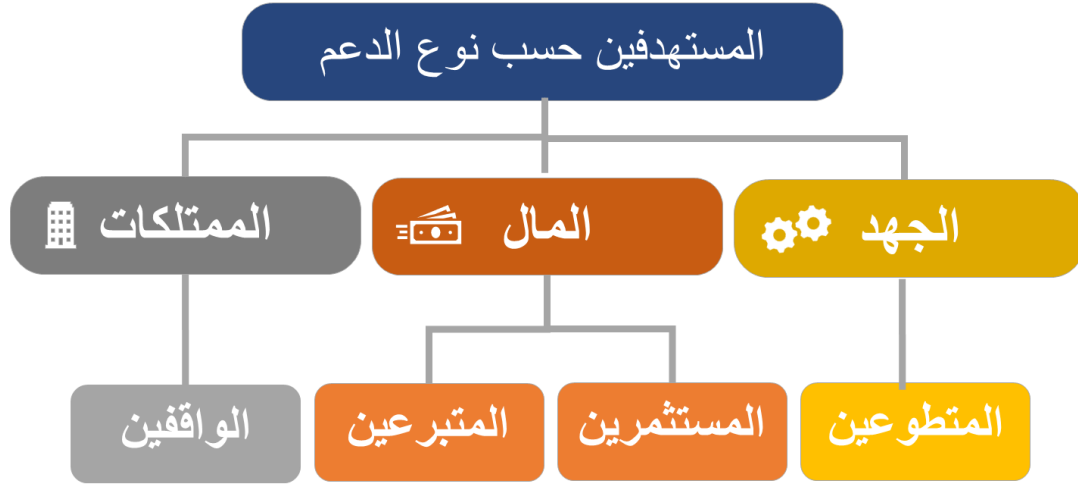 المستهدفين حسب نوع الدعم
الجهد
المال
الممتلكات
المتطوعين
المستثمرين
المتبرعين
الواقفين